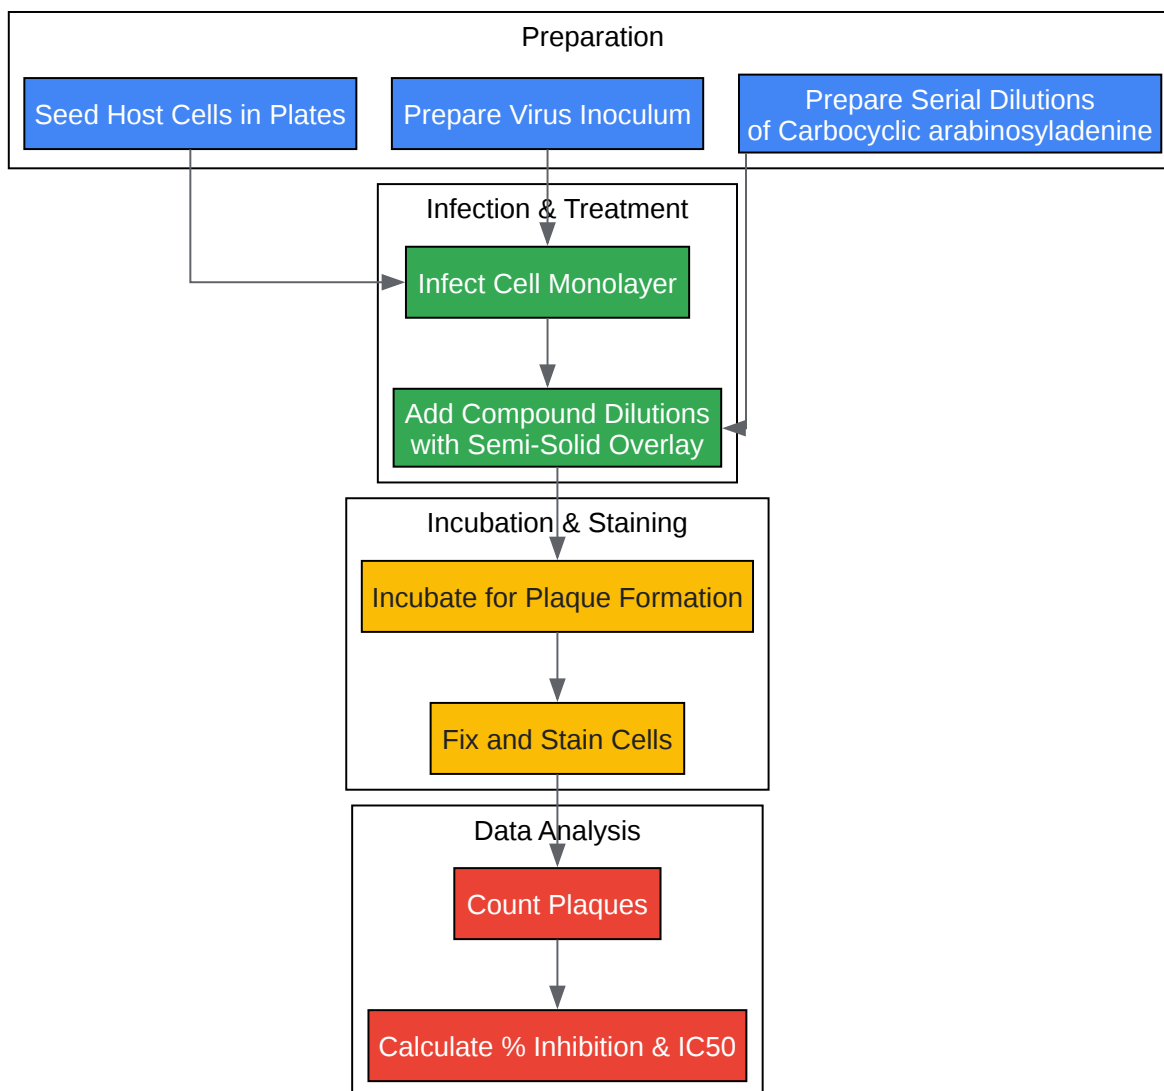 Preparation
Seed Host Cells in Plates
Prepare Virus Inoculum
Prepare Serial Dilutions
of Carbocyclic arabinosyladenine
Infection & Treatment
Infect Cell Monolayer
Add Compound Dilutions
with Semi-Solid Overlay
Incubation & Staining
Incubate for Plaque Formation
Fix and Stain Cells
Data Analysis
Count Plaques
Calculate % Inhibition & IC50